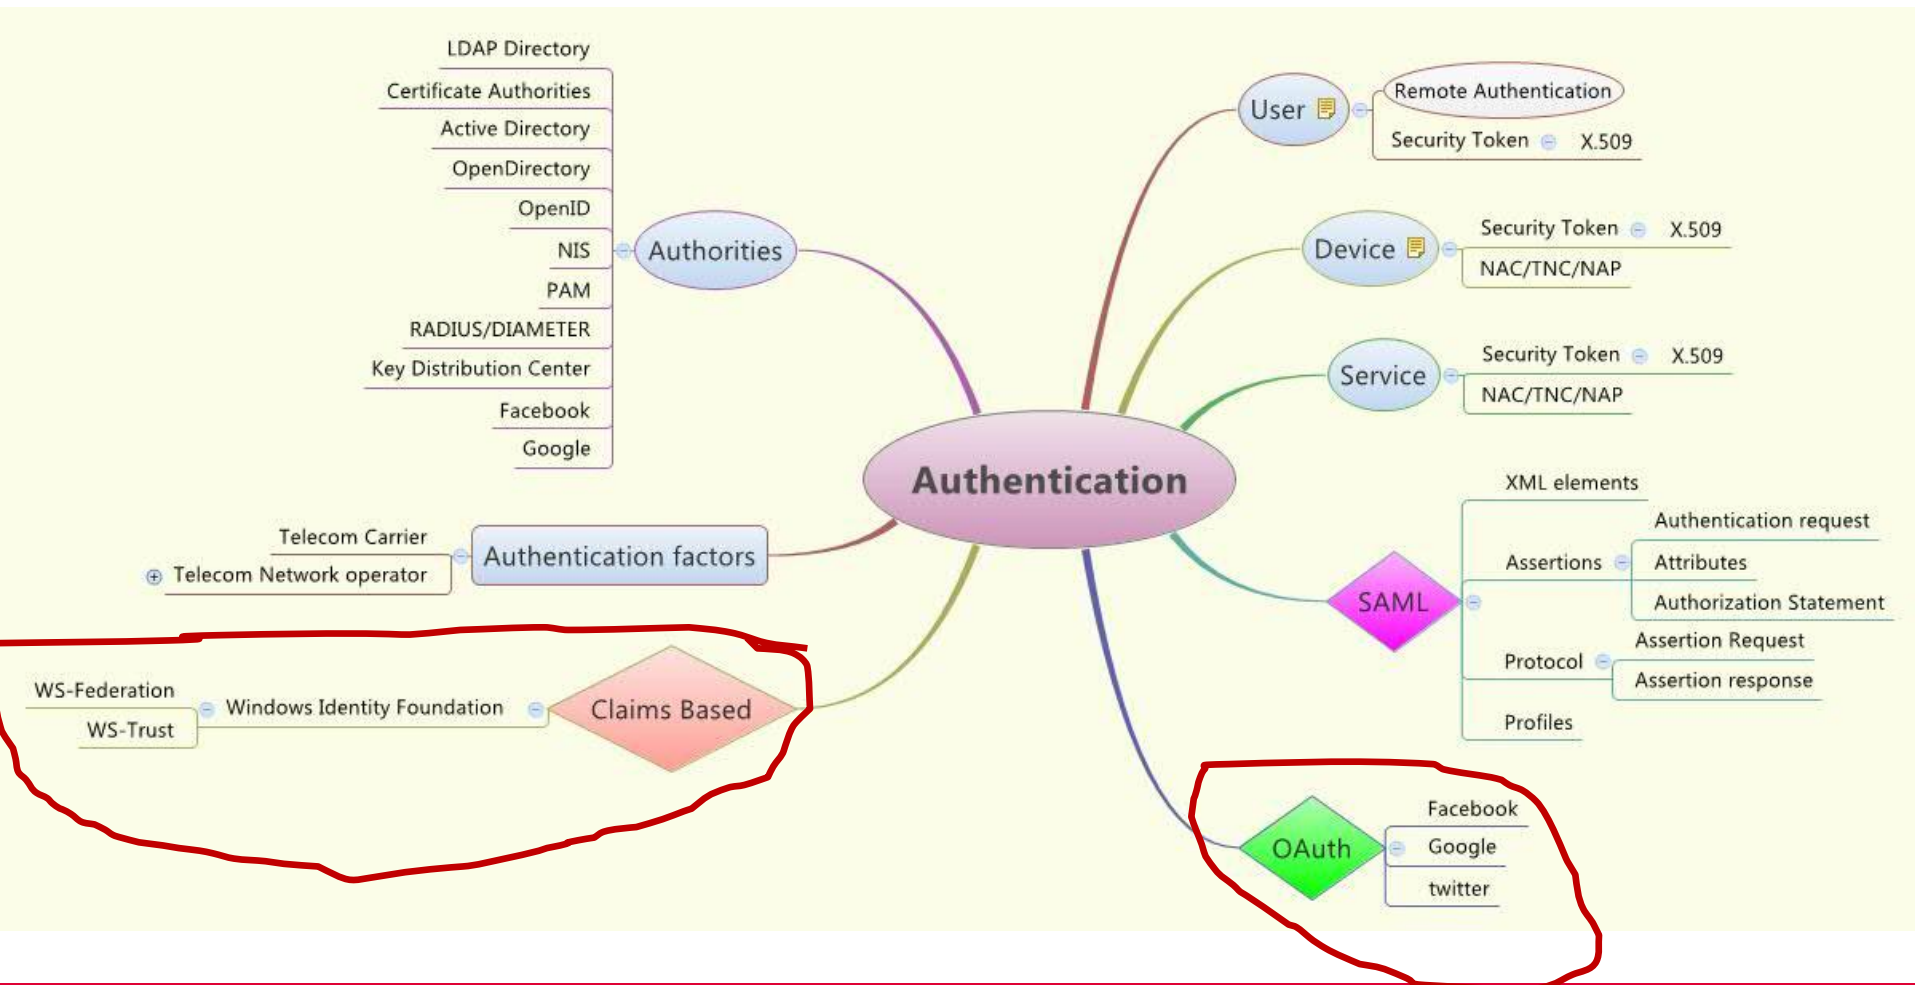 LDAP Directory
Certificate Authorities
Active Directory
OpenDirectory
OpenID
NIS
PAM
RADIUS/DIAMETER
Key Distribution Center
Facebook
Google
Authorities
Telecom Carrier
Telecom Network operator
Authentication factors
WS-Federation
WS-Trust
Windows Identity Foundation
Claims Based
Authentication
User
Remote Authentication
Security Token X.509
Device
Security Token X.509
NAC/TNC/NAP
Service
Security Token X.509
NAC/TNC/NAP
SAML
XML elements
Assertions
Authentication request
Attributes
Authorization Statement
Protocol
Assertion Request
Assertion response
Profiles
OAuth
Facebook
Google
twitter